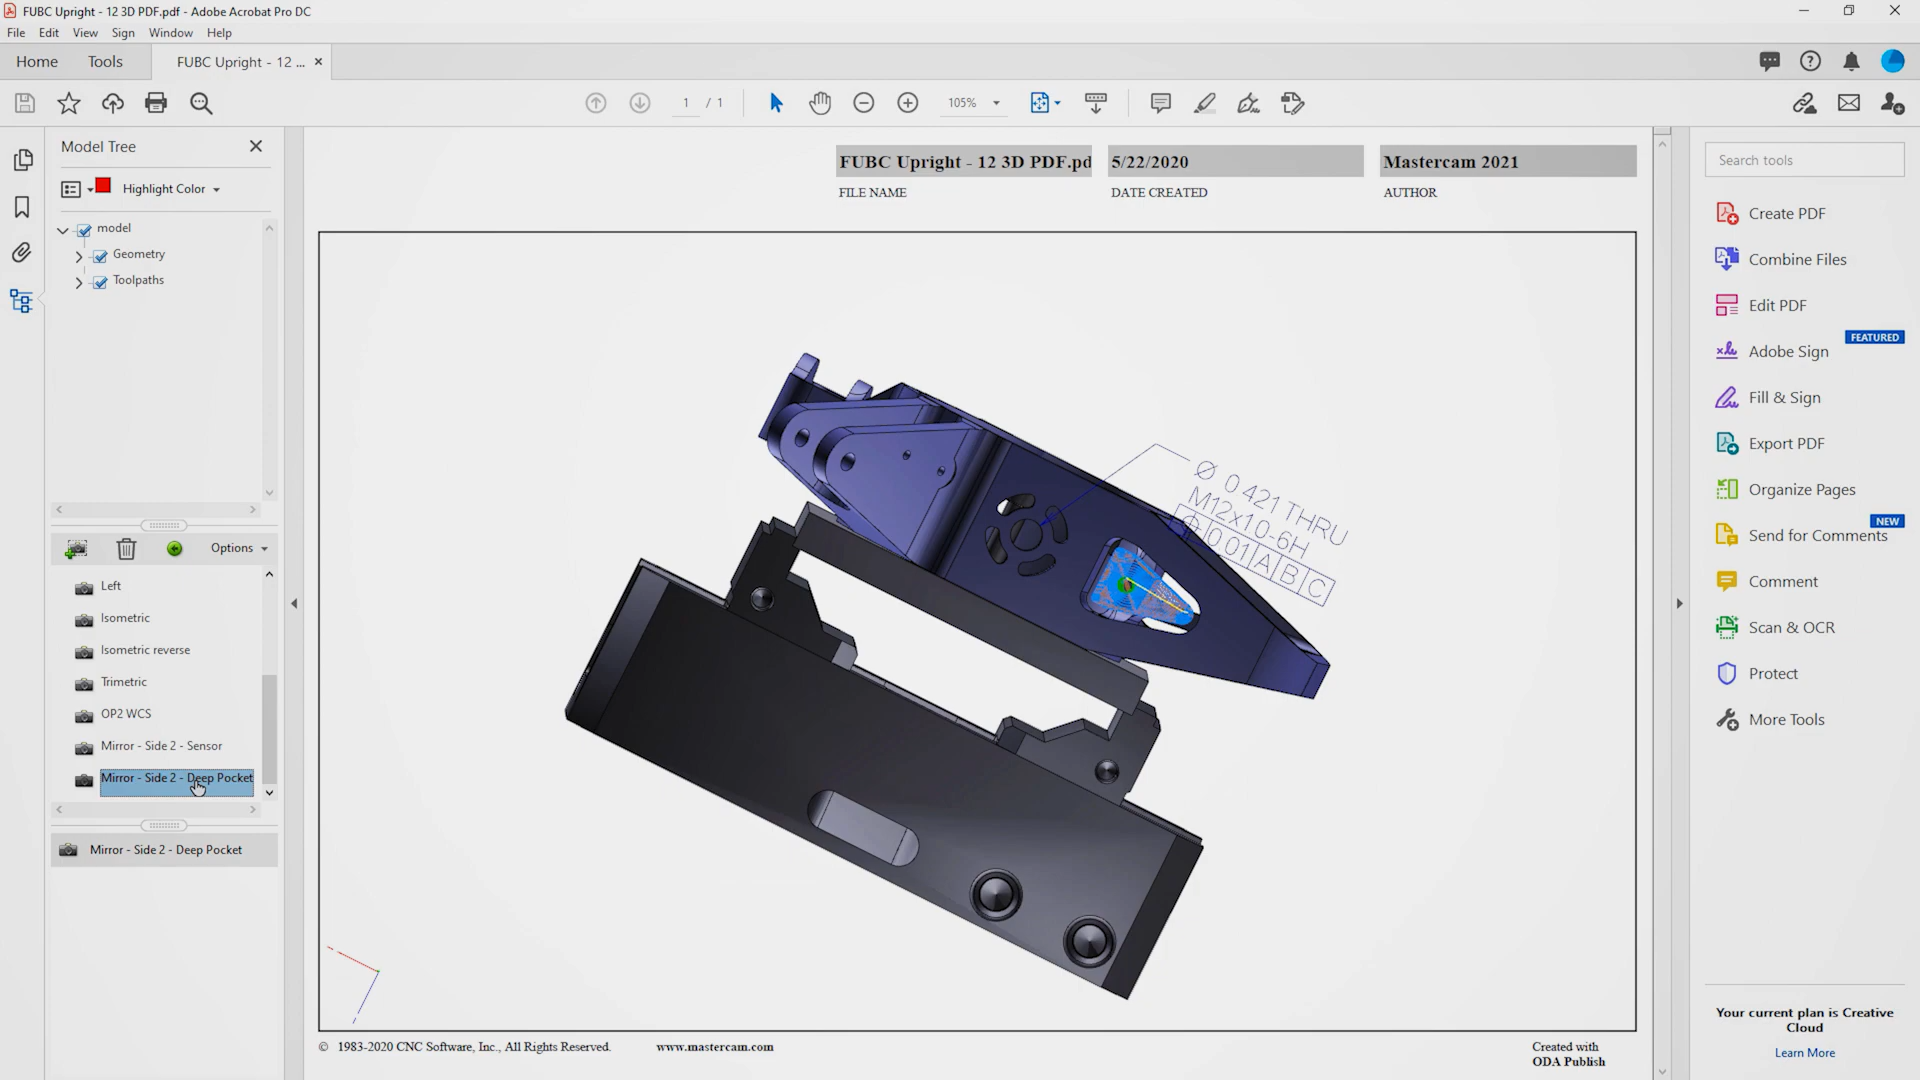 FUBC Upright - 12 3D PDF.pdf - Adobe Acrobat Pro DC
File Edit View Sign Window Help
Home Tools FUBC Upright - 12 ...
1 / 1 105%
Model Tree
Highlight Color
model
Geometry
Toolpaths
Options
Left
Isometric
Isometric reverse
Trimetric
OP2 WCS
Mirror - Side 2 - Sensor
Mirror - Side 2 - Deep Pocket
Mirror - Side 2 - Deep Pocket
FUBC Upright - 12 3D PDF.pd 5/22/2020 Mastercam 2021
FILE NAME DATE CREATED AUTHOR
Ø 0.421 THRU
M12x10-6H
0.01 A B C
© 1983-2020 CNC Software, Inc., All Rights Reserved. www.mastercam.com Created with
ODA Publish
Search tools
Create PDF
Combine Files
Edit PDF
FEATURED
Adobe Sign
Fill & Sign
Export PDF
Organize Pages
NEW
Send for Comments
Comment
Scan & OCR
Protect
More Tools
Your current plan is Creative
Cloud
Learn More